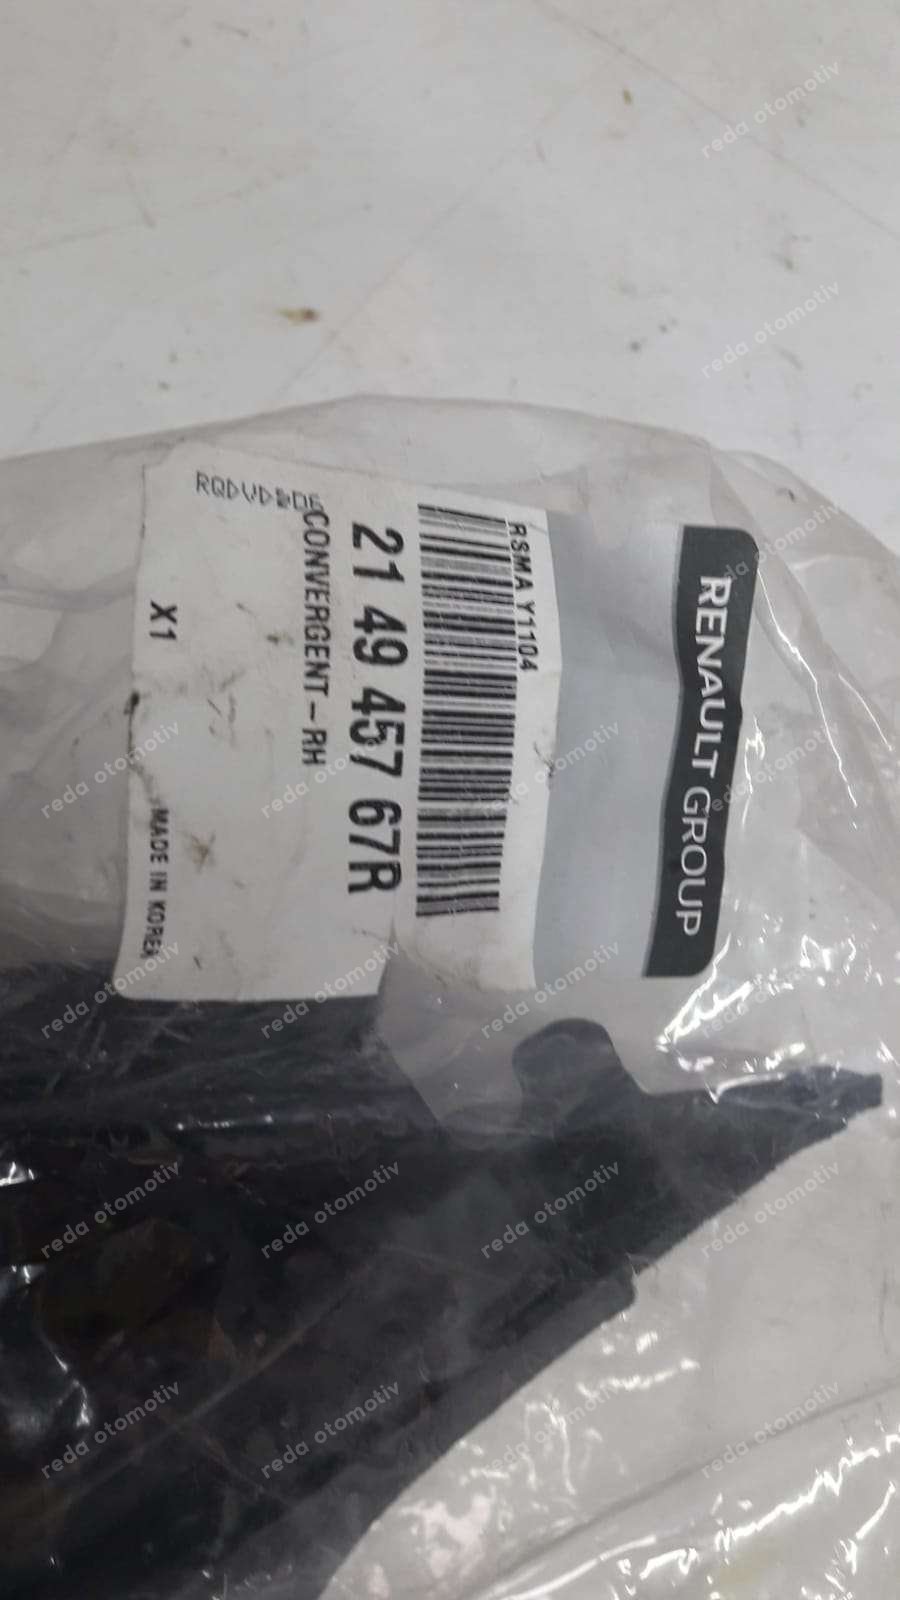 RENAULT GROUP
RSMA Y1104
21 49 457 67R
CONVERGENT-RH
X1
MADE IN KOREA
reda otomotiv